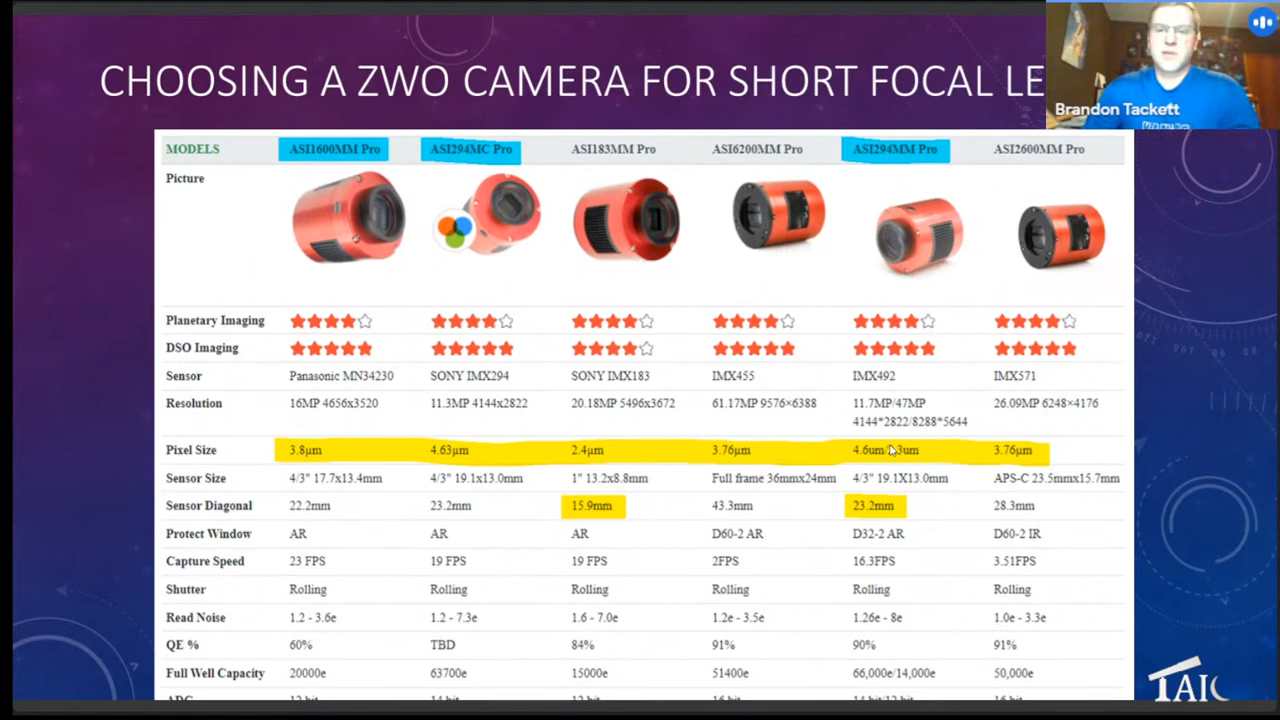 CHOOSING A ZWO CAMERA FOR SHORT FOCAL LE
Brandon Tackett
MODELS ASI1600MM Pro ASI294MC Pro ASI183MM Pro ASI6200MM Pro ASI294MM Pro ASI2600MM Pro
Picture
Planetary Imaging
DSO Imaging
Sensor Panasonic MN34230 SONY IMX294 SONY IMX183 IMX455 IMX492 IMX571
Resolution 16MP 4656x3520 11.3MP 4144x2822 20.18MP 5496x3672 61.17MP 9576×6388 11.7MP/47MP 26.09MP 6248×4176
4144*2822/8288*5644
Pixel Size 3.8µm 4.63µm 2.4µm 3.76µm 4.6um/ 3um 3.76µm
Sensor Size 4/3" 17.7x13.4mm 4/3" 19.1x13.0mm 1" 13.2x8.8mm Full frame 36mmx24mm 4/3" 19.1X13.0mm APS-C 23.5mmx15.7mm
Sensor Diagonal 22.2mm 23.2mm 15.9mm 43.3mm 23.2mm 28.3mm
Protect Window AR AR AR D60-2 AR D32-2 AR D60-2 IR
Capture Speed 23 FPS 19 FPS 19 FPS 2FPS 16.3FPS 3.51FPS
Shutter Rolling Rolling Rolling Rolling Rolling Rolling
Read Noise 1.2 - 3.6e 1.2 - 7.3e 1.6 - 7.0e 1.2e - 3.5e 1.26e - 8e 1.0e - 3.3e
QE % 60% TBD 84% 91% 90% 91%
Full Well Capacity 20000e 63700e 15000e 51400e 66,000e/14,000e 50,000e
TAIC